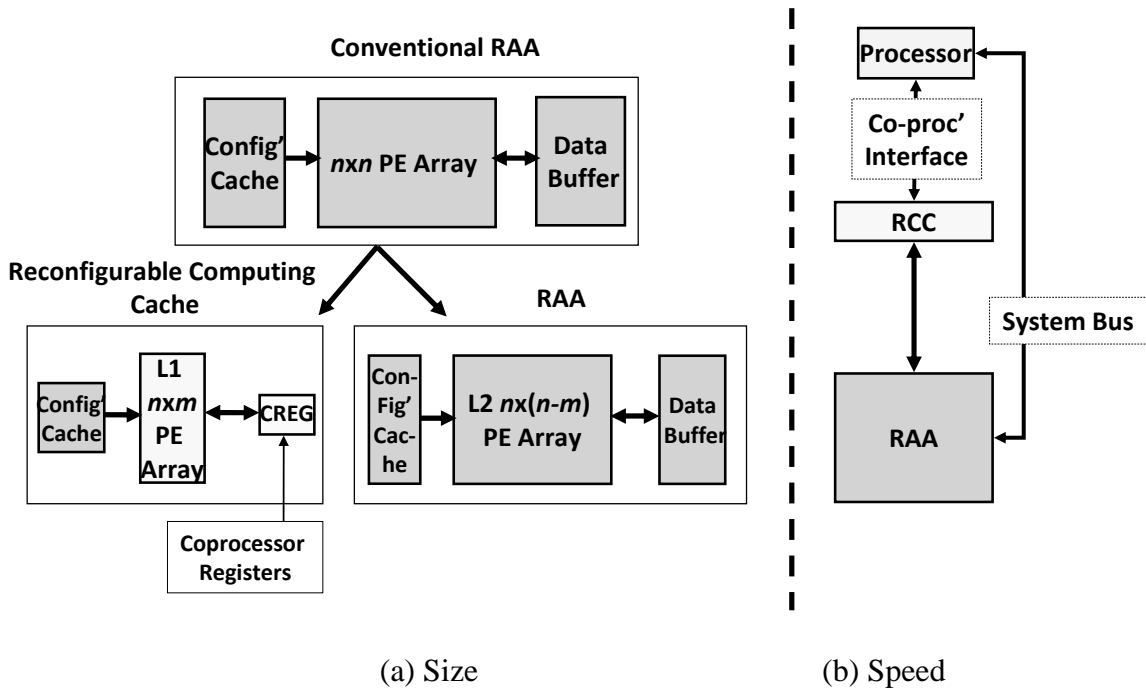 Conventional RAA
Config’
Cache
nxn PE Array
Data
Buffer
Reconfigurable Computing
Cache
RAA
Config’
Cache
L1
nxm
PE
Array
CREG
Con-
Fig’
Cac-
he
L2 nx(n-m)
PE Array
Data
Buffer
Coprocessor
Registers
(a) Size
Processor
Co-proc’
Interface
RCC
System Bus
RAA
(b) Speed